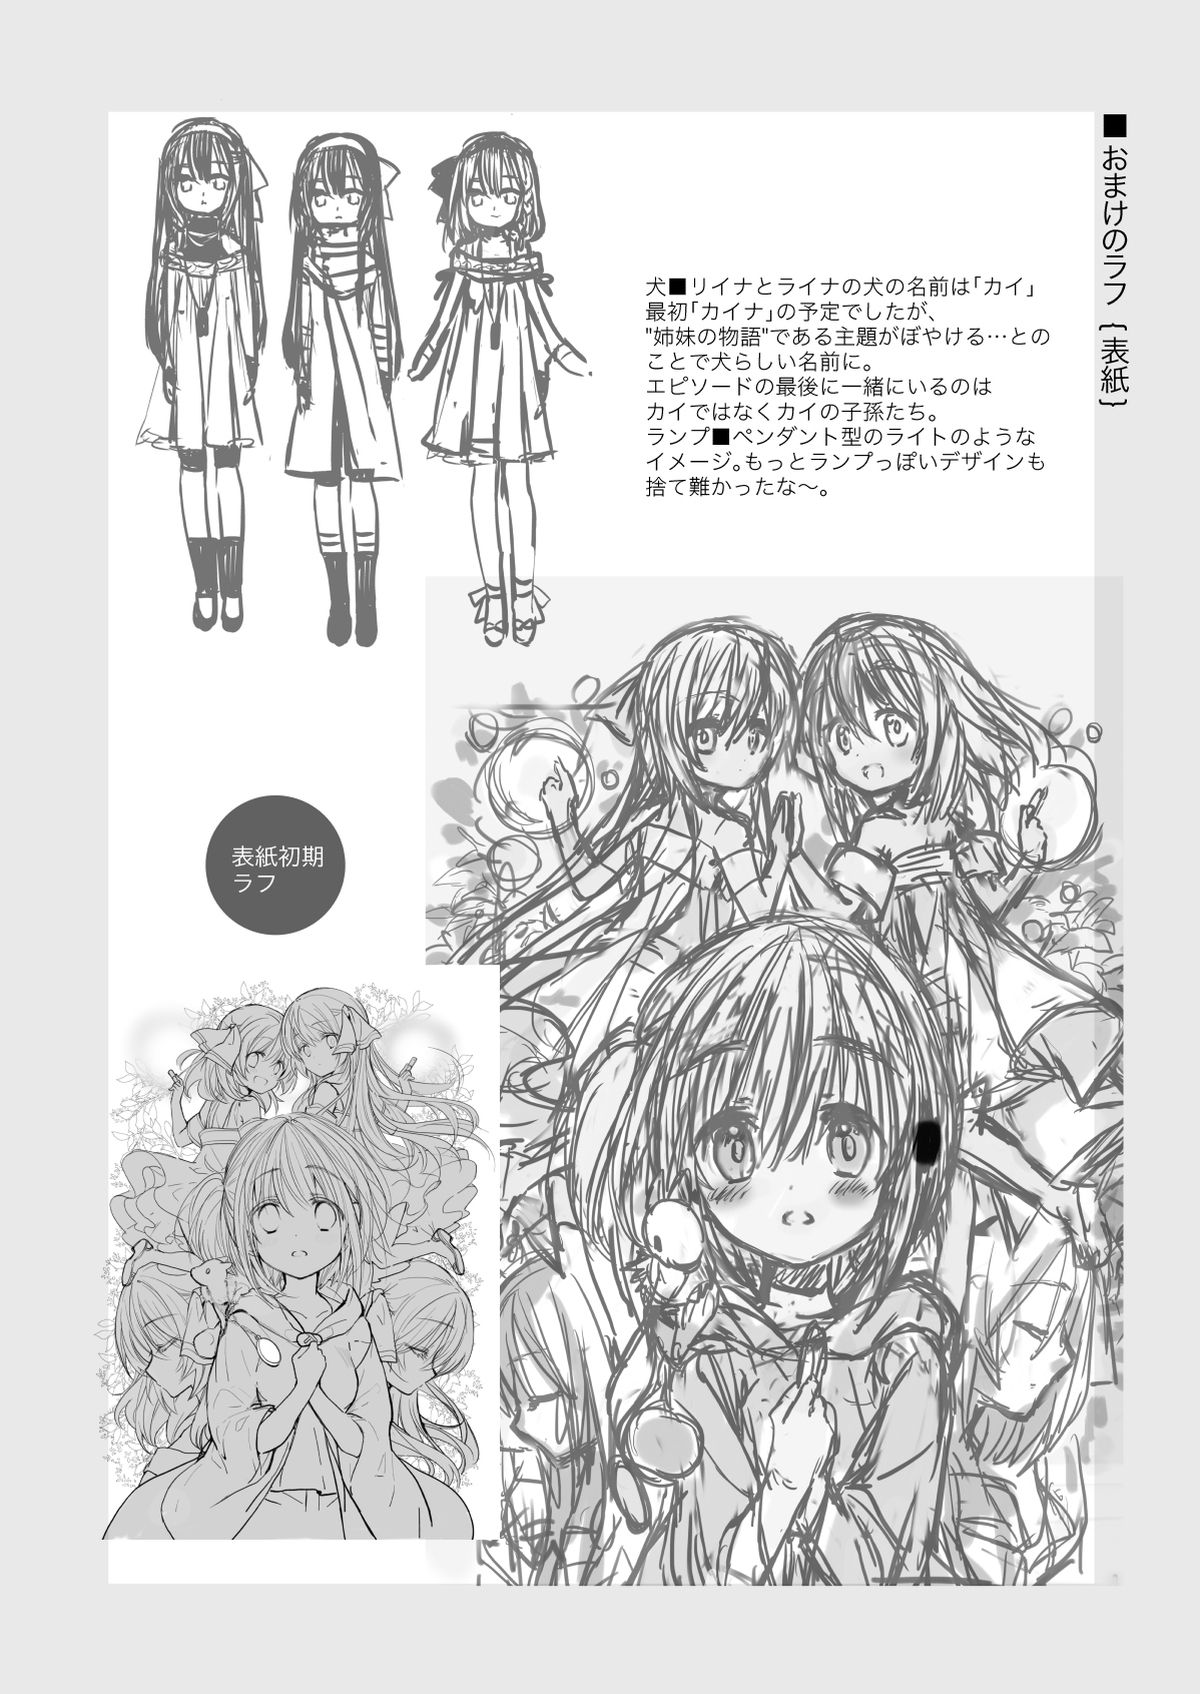 ■おまけのラフ {表紙}
犬■リイナとライナの犬の名前は「カイ」
最初「カイナ」の予定でしたが、
"姉妹の物語"である主題がぼやける…との
ことで犬らしい名前に。
エピソードの最後に一緒にいるのは
カイではなくカイの子孫たち。
ランプ■ペンダント型のライトのような
イメージ。もっとランプっぽいデザインも
捨て難かったな～。
表紙初期
ラフ